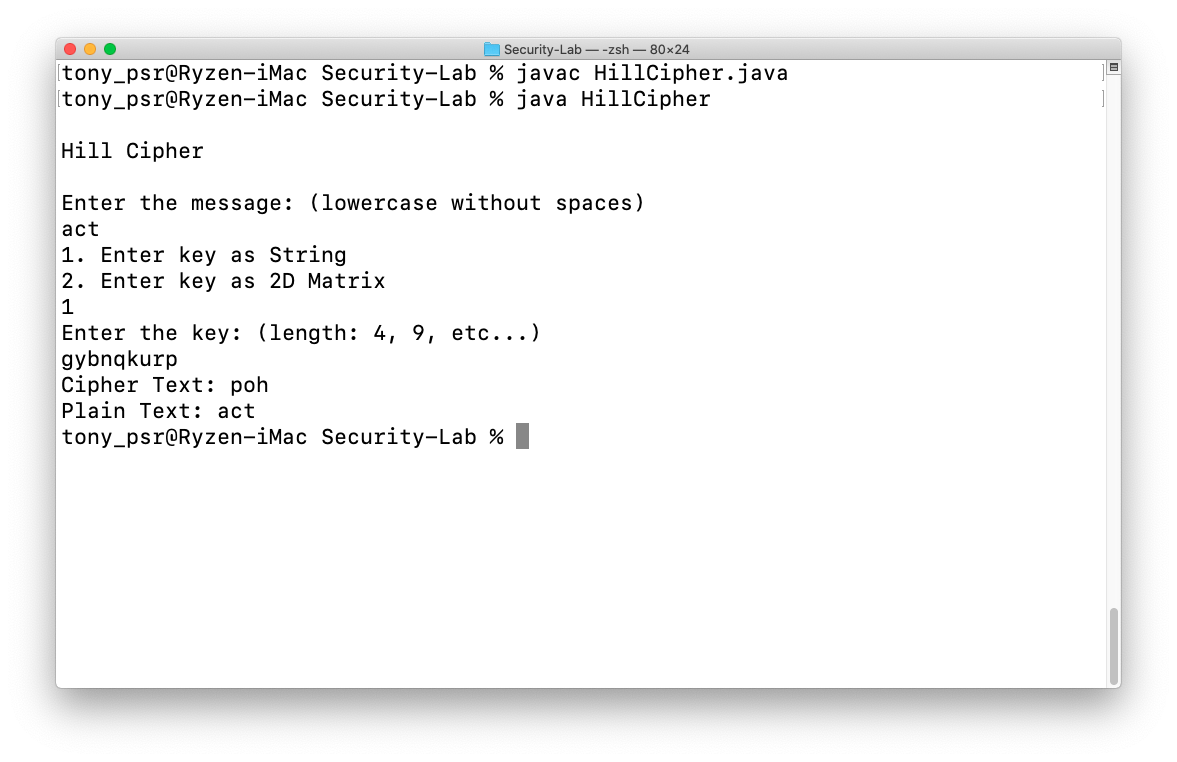 Security-Lab — -zsh — 80×24
tony_psr@Ryzen-iMac Security-Lab % javac HillCipher.java
tony_psr@Ryzen-iMac Security-Lab % java HillCipher
Hill Cipher
Enter the message: (lowercase without spaces)
act
1. Enter key as String
2. Enter key as 2D Matrix
1
Enter the key: (length: 4, 9, etc...)
gybnqkurp
Cipher Text: poh
Plain Text: act
tony_psr@Ryzen-iMac Security-Lab %